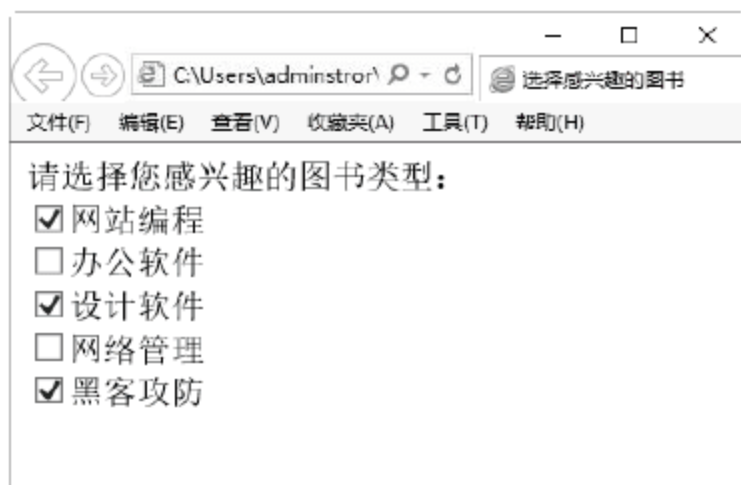 C:\Users\adminstror\
选择感兴趣的图书
文件(F) 编辑(E) 查看(V) 收藏夹(A) 工具(T) 帮助(H)
请选择您感兴趣的图书类型：
网站编程
办公软件
设计软件
网络管理
黑客攻防